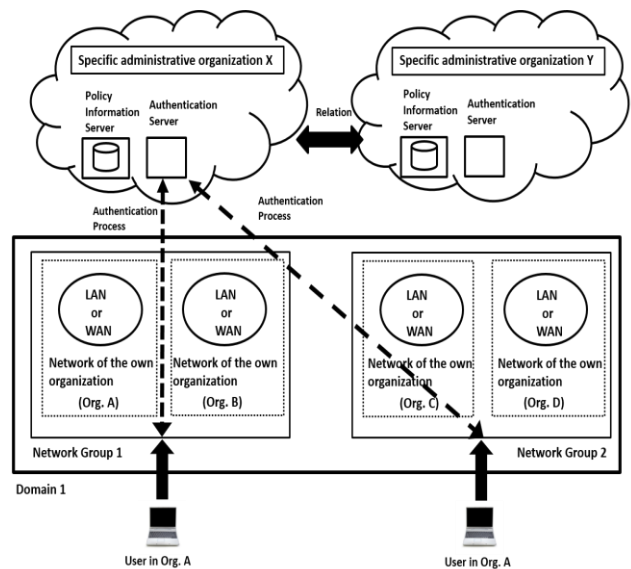 Specific administrative organization X
Policy
Information
Server
Authentication
Server
Relation
Specific administrative organization Y
Policy
Information
Server
Authentication
Server
Authentication
Process
Authentication
Process
LAN
or
WAN
Network of the own
organization
(Org. A)
LAN
or
WAN
Network of the own
organization
(Org. B)
LAN
or
WAN
Network of the own
organization
(Org. C)
LAN
or
WAN
Network of the own
organization
(Org. D)
Network Group 1
Network Group 2
Domain 1
User in Org. A
User in Org. A